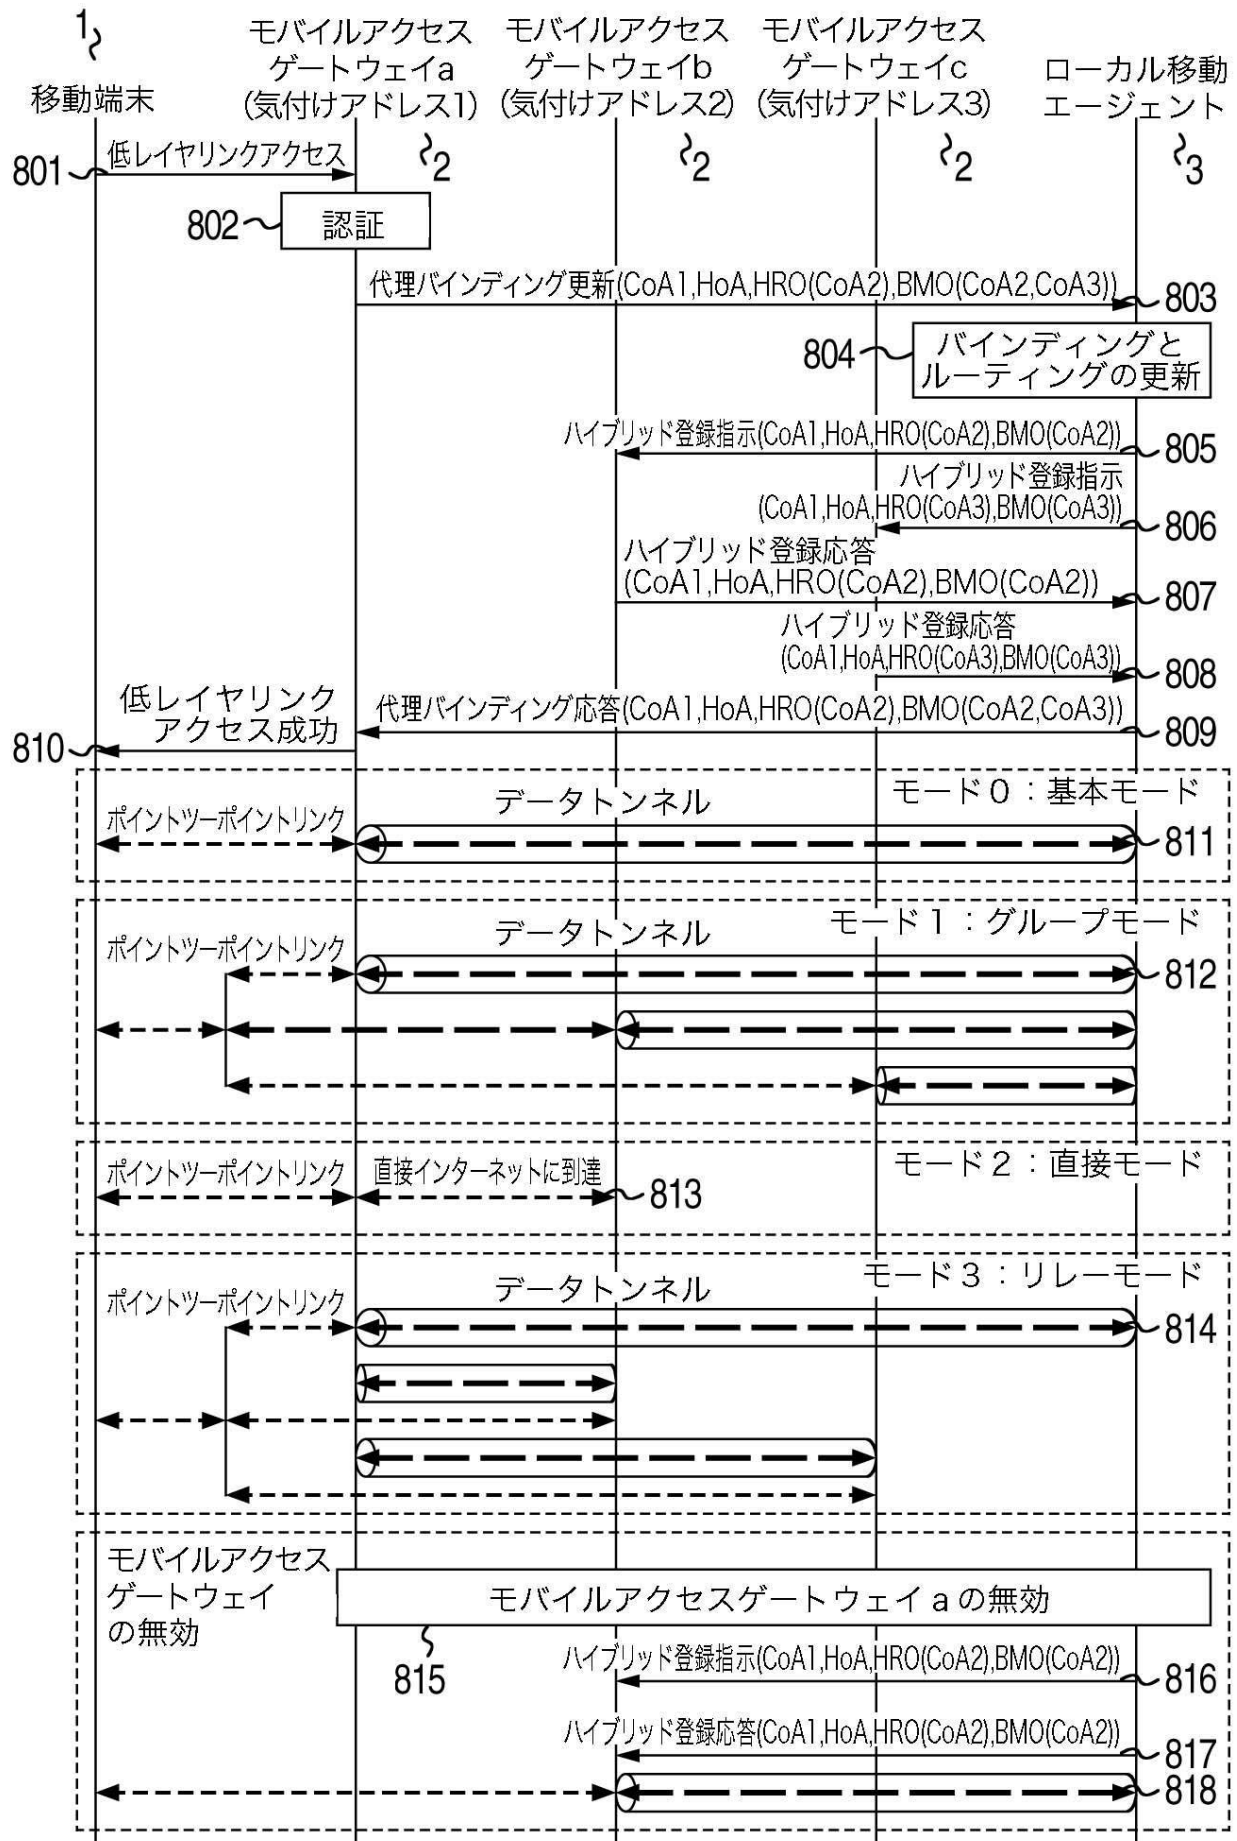 1
移動端末
モバイルアクセス
ゲートウェイa
(気付けアドレス1)
2
モバイルアクセス
ゲートウェイb
(気付けアドレス2)
2
モバイルアクセス
ゲートウェイc
(気付けアドレス3)
2
ローカル移動
エージェント
3
801
低レイヤリンクアクセス
802
認証
代理バインディング更新(CoA1,HoA,HRO(CoA2),BMO(CoA2,CoA3))
803
804
バインディングと
ルーティングの更新
ハイブリッド登録指示(CoA1,HoA,HRO(CoA2),BMO(CoA2))
805
ハイブリッド登録指示
(CoA1,HoA,HRO(CoA3),BMO(CoA3))
806
ハイブリッド登録応答
(CoA1,HoA,HRO(CoA2),BMO(CoA2))
807
ハイブリッド登録応答
(CoA1,HoA,HRO(CoA3),BMO(CoA3))
808
代理バインディング応答(CoA1,HoA,HRO(CoA2),BMO(CoA2,CoA3))
809
低レイヤリンク
アクセス成功
810
モード0:基本モード
データトンネル
ポイントツーポイントリンク
811
モード1:グループモード
データトンネル
ポイントツーポイントリンク
812
モード2:直接モード
ポイントツーポイントリンク
直接インターネットに到達
813
モード3:リレーモード
データトンネル
ポイントツーポイントリンク
814
モバイルアクセス
ゲートウェイ
の無効
モバイルアクセスゲートウェイaの無効
815
ハイブリッド登録指示(CoA1,HoA,HRO(CoA2),BMO(CoA2))
816
ハイブリッド登録応答(CoA1,HoA,HRO(CoA2),BMO(CoA2))
817
818